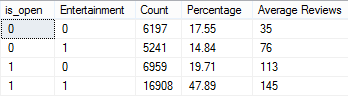 is_open Entertainment Count Percentage Average Reviews
0 0 6197 17.55 35
0 1 5241 14.84 76
1 0 6959 19.71 113
1 1 16908 47.89 145